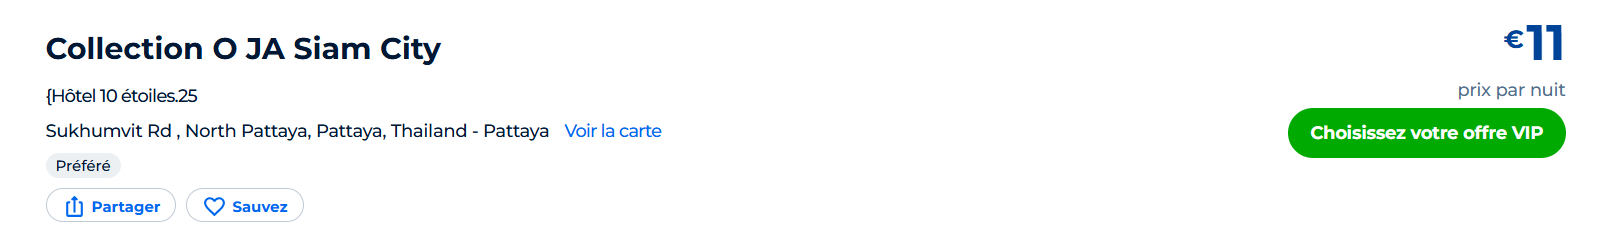 Collection O JA Siam City
€11
{Hôtel 10 étoiles.25
prix par nuit
Sukhumvit Rd , North Pattaya, Pattaya, Thailand - Pattaya Voir la carte
Choisissez votre offre VIP
Préféré
Partager Sauvez